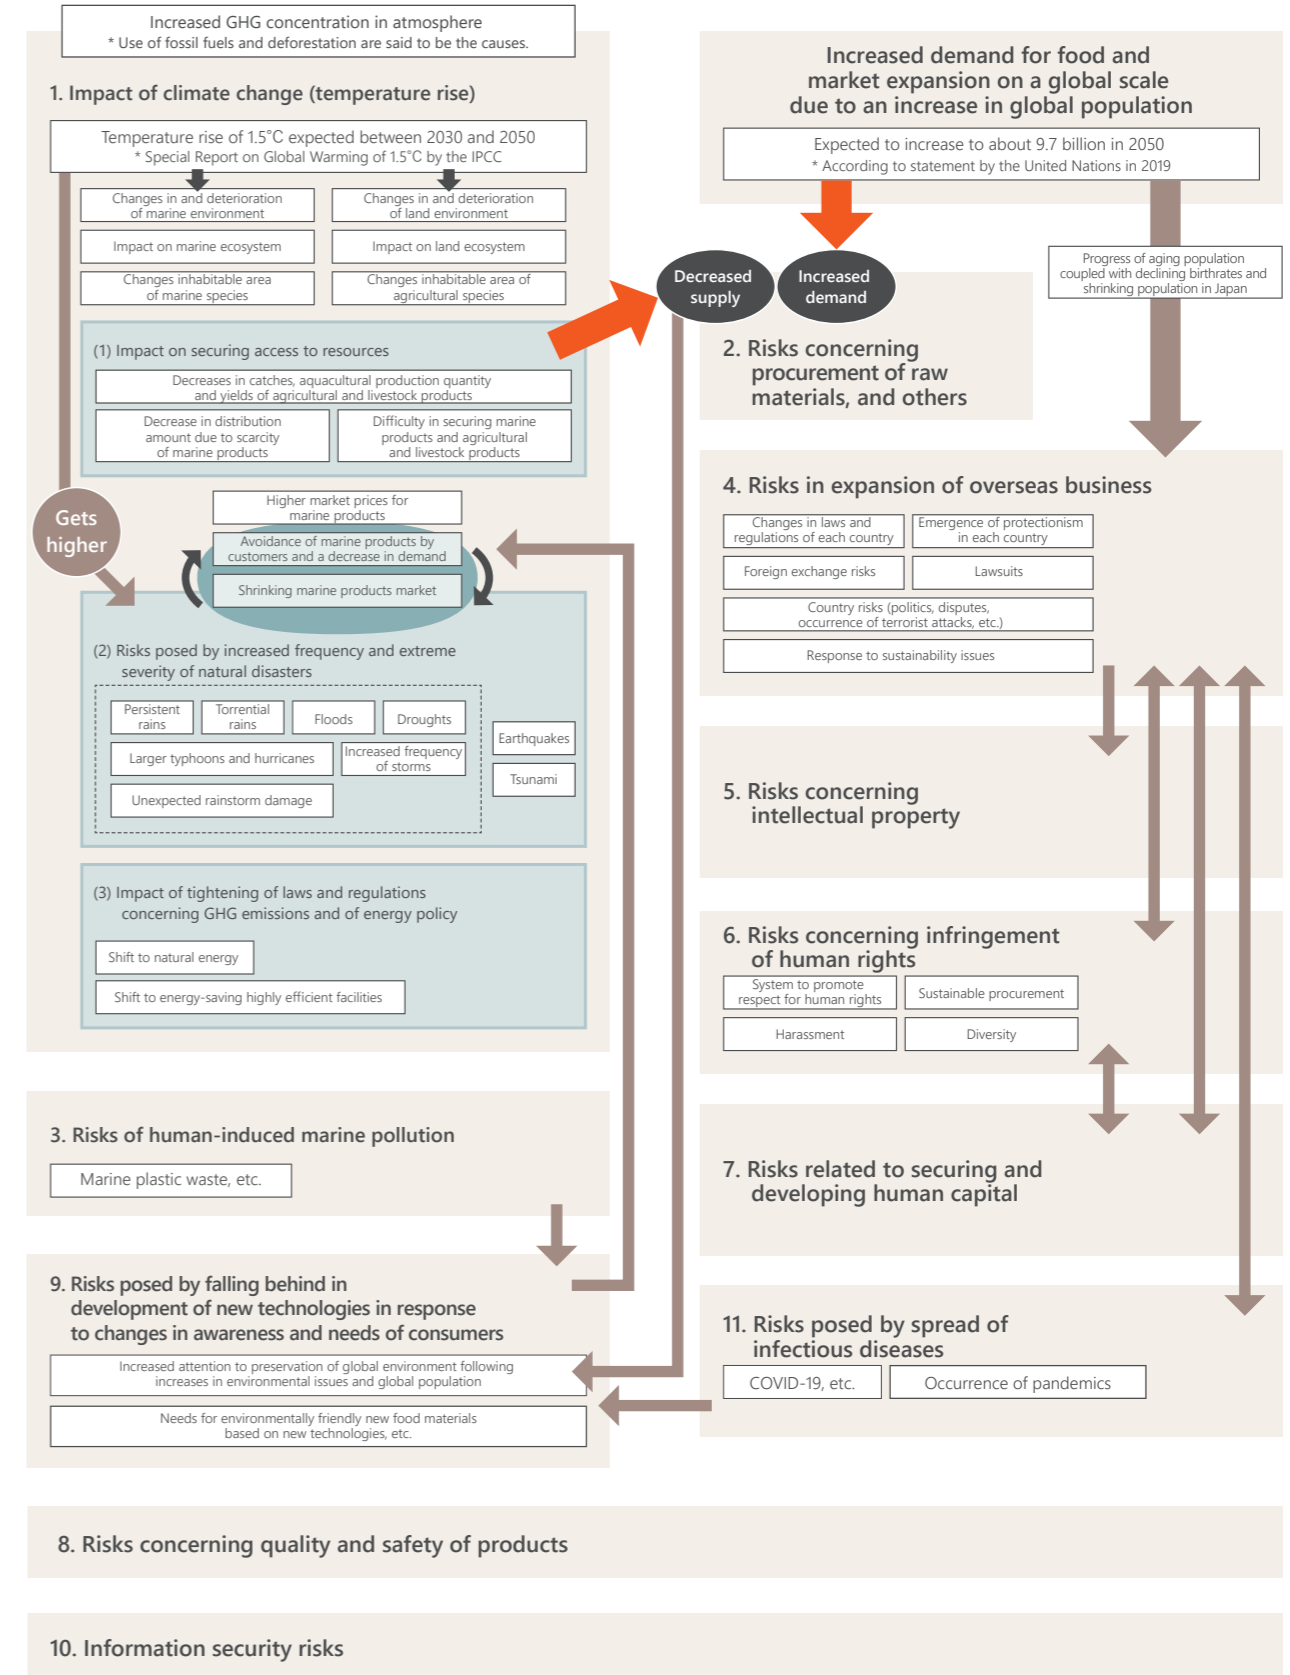 Increased GHG concentration in atmosphere
* Use of fossil fuels and deforestation are said to be the causes.
1. Impact of climate change (temperature rise)
Temperature rise of 1.5˚C expected between 2030 and 2050
* Special Report on Global Warming of 1.5˚C by the IPCC
Changes in and deterioration
of marine environment
Changes in and deterioration
of land environment
Impact on marine ecosystem
Impact on land ecosystem
Changes inhabitable area
of marine species
Changes inhabitable area of
agricultural species
(1) Impact on securing access to resources
Decreases in catches, aquacultural production quantity
and yields of agricultural and livestock products
Decrease in distribution
amount due to scarcity
of marine products
Difficulty in securing marine
products and agricultural
and livestock products
Gets
higher
Higher market prices for
marine products
Avoidance of marine products by
customers and a decrease in demand
Shrinking marine products market
(2) Risks posed by increased frequency and extreme
severity of natural disasters
Persistent
rains
Torrential
rains
Floods
Droughts
Larger typhoons and hurricanes
Increased frequency
of storms
Unexpected rainstorm damage
Earthquakes
Tsunami
(3) Impact of tightening of laws and regulations
concerning GHG emissions and of energy policy
Shift to natural energy
Shift to energy-saving highly efficient facilities
3. Risks of human-induced marine pollution
Marine plastic waste, etc.
9. Risks posed by falling behind in
development of new technologies in response
to changes in awareness and needs of consumers
Increased attention to preservation of global environment following
increases in environmental issues and global population
Needs for environmentally friendly new food materials
based on new technologies, etc.
Increased demand for food and
market expansion on a global scale
due to an increase in global population
Expected to increase to about 9.7 billion in 2050
* According to statement by the United Nations in 2019
Decreased
supply
Increased
demand
Progress of aging population
coupled with declining birthrates and
shrinking population in Japan
2. Risks concerning
procurement of raw
materials, and others
4. Risks in expansion of overseas business
Changes in laws and
regulations of each country
Emergence of protectionism
in each country
Foreign exchange risks
Lawsuits
Country risks (politics, disputes,
occurrence of terrorist attacks, etc.)
Response to sustainability issues
5. Risks concerning
intellectual property
6. Risks concerning infringement
of human rights
System to promote
respect for human rights
Sustainable procurement
Harassment
Diversity
7. Risks related to securing and
developing human capital
11. Risks posed by spread of
infectious diseases
COVID-19, etc.
Occurrence of pandemics
8. Risks concerning quality and safety of products
10. Information security risks